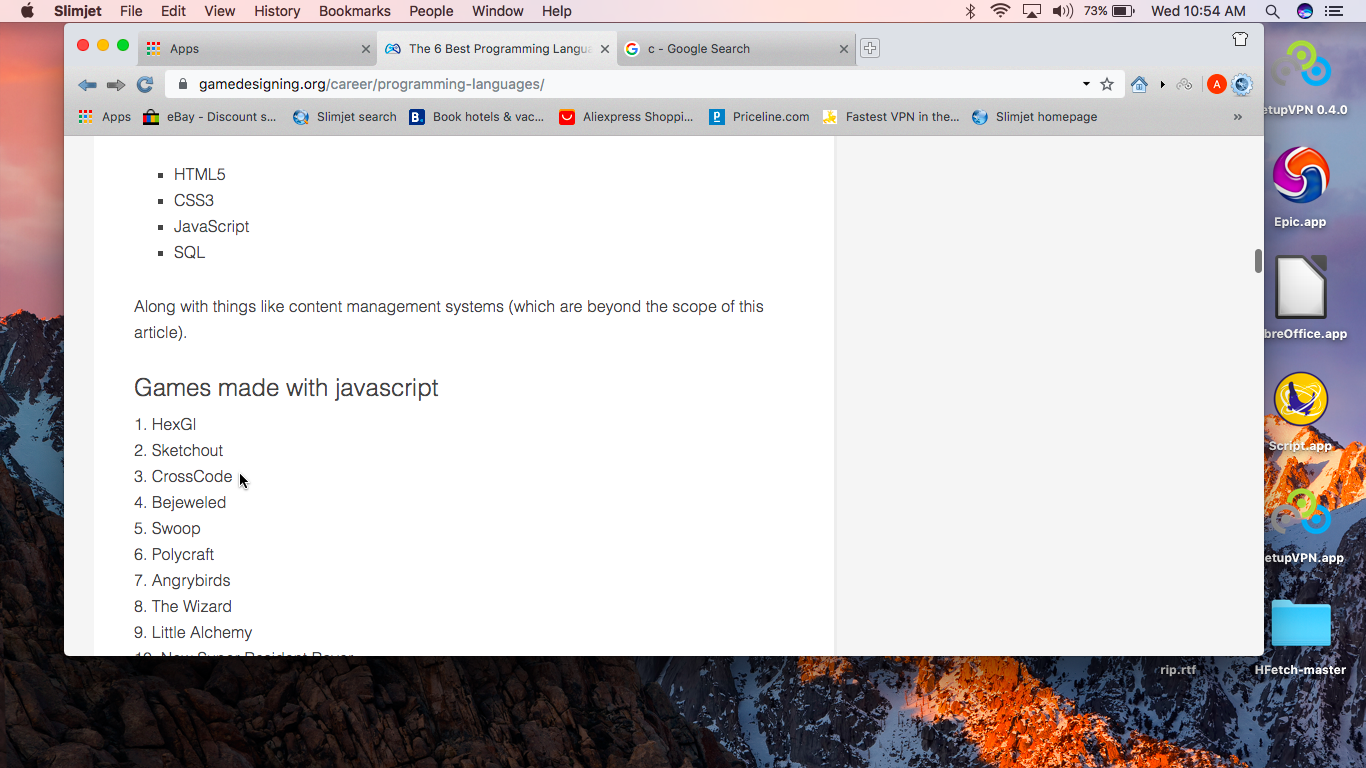 Slimjet File Edit View History Bookmarks People Window Help 73% Wed 10:54 AM
Apps The 6 Best Programming Langua c - Google Search
gamedesigning.org/career/programming-languages/ A
Apps eBay - Discount s... Slimjet search B. Book hotels & vac... Aliexpress Shoppi... P Priceline.com Fastest VPN in the... Slimjet homepage »
etupVPN 0.4.0
HTML5
CSS3
JavaScript
SQL
Epic.app
Along with things like content management systems (which are beyond the scope of this
article).
breOffice.app
Games made with javascript
1. HexGl
2. Sketchout
3. CrossCode
4. Bejeweled
5. Swoop
6. Polycraft
7. Angrybirds
8. The Wizard
9. Little Alchemy
Script.app
etupVPN.app
rip.rtf
HFetch-master